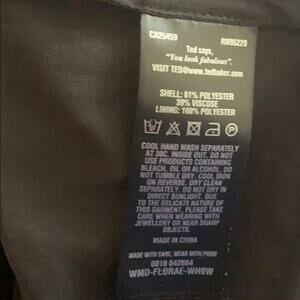 CA25459 RN95229
Ted says,
"You look fabulous".
VISIT TED@www.tedbaker.com
SHELL: 61% POLYESTER
39% VISCOSE
LINING: 100% POLYESTER
COOL HAND WASH SEPARATELY
AT 30C, INSIDE OUT. DO NOT
USE PRODUCTS CONTAINING
BLEACH, OIL OR ALCOHOL. DO
NOT TUMBLE DRY. COOL IRON
ON REVERSE. DRY CLEAN
SEPARATELY. DO NOT DRY IN
DIRECT SUNLIGHT. DUE
TO THE DELICATE NATURE OF
THIS GARMENT, PLEASE TAKE
CARE WHEN WEARING WITH
JEWELLERY OR NEAR SHARP
OBJECTS.
MADE IN CHINA
MADE WITH CARE, WEAR WITH PRIDE
0819 042664
WMD-FLORAE-WH9W